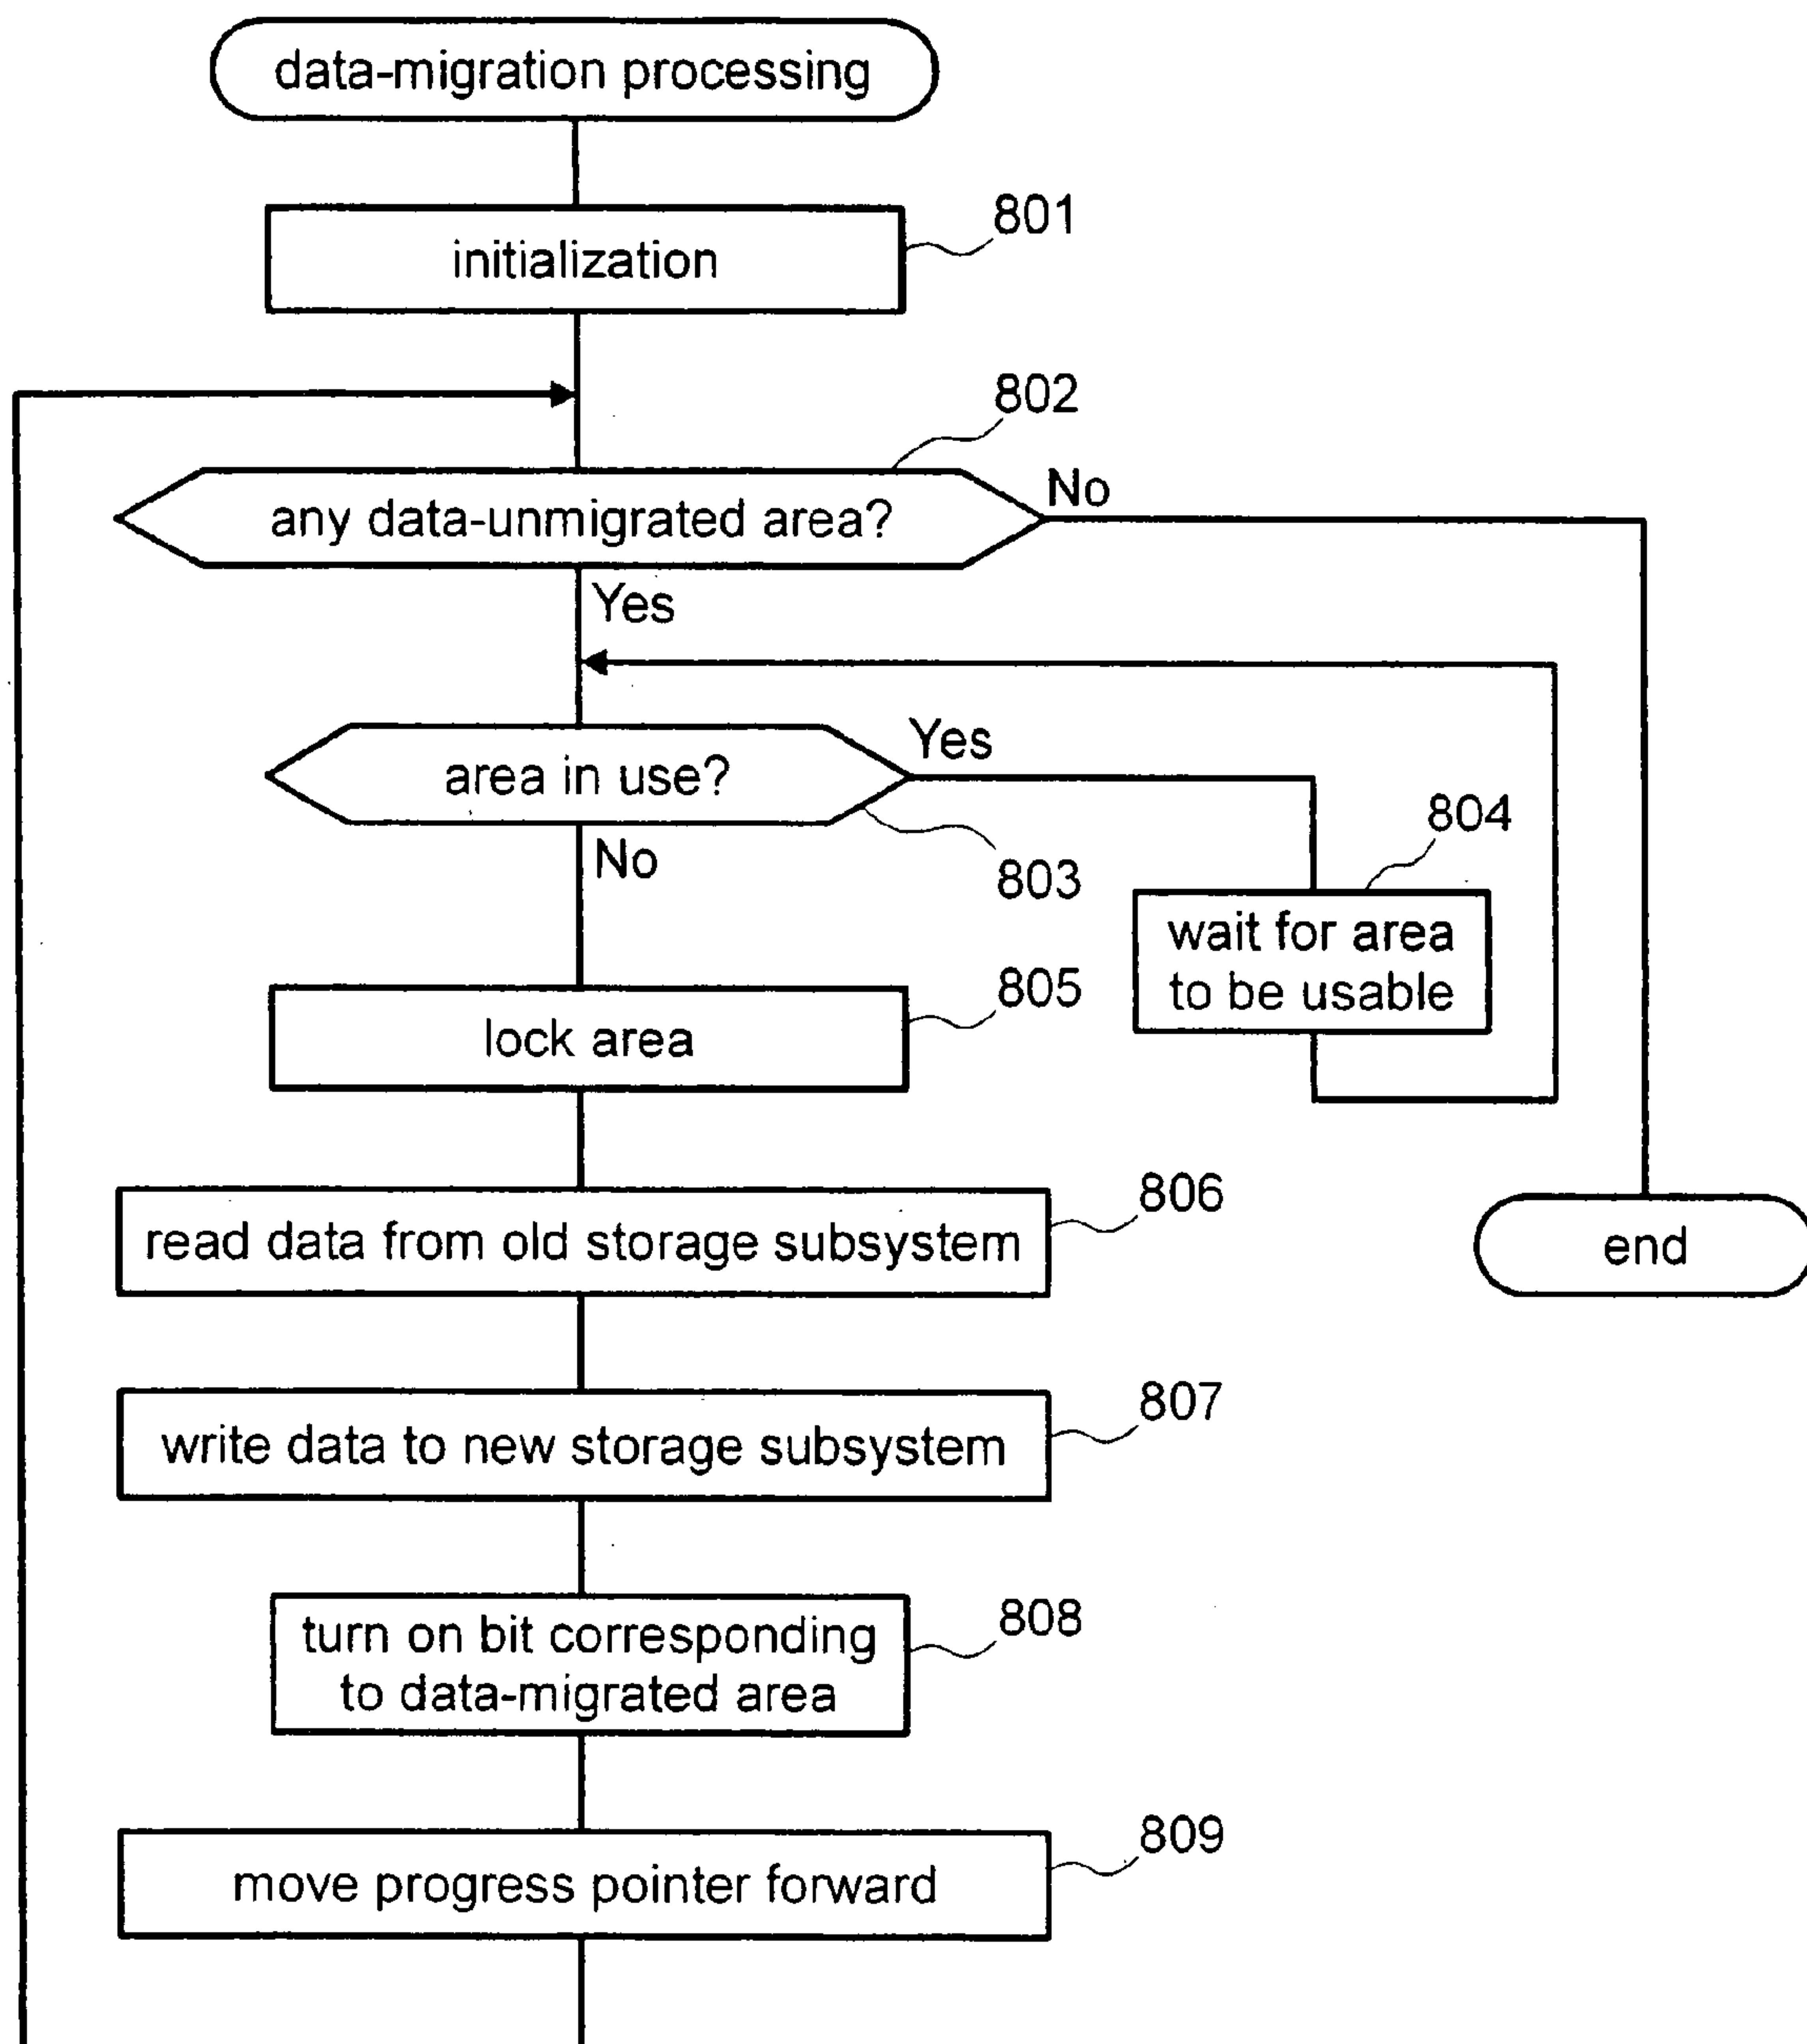 data-migration processing
801
initialization
802
any data-unmigrated area?
No
Yes
area in use?
Yes
803
No
804
wait for area
to be usable
805
lock area
806
read data from old storage subsystem
end
807
write data to new storage subsystem
808
turn on bit corresponding
to data-migrated area
809
move progress pointer forward